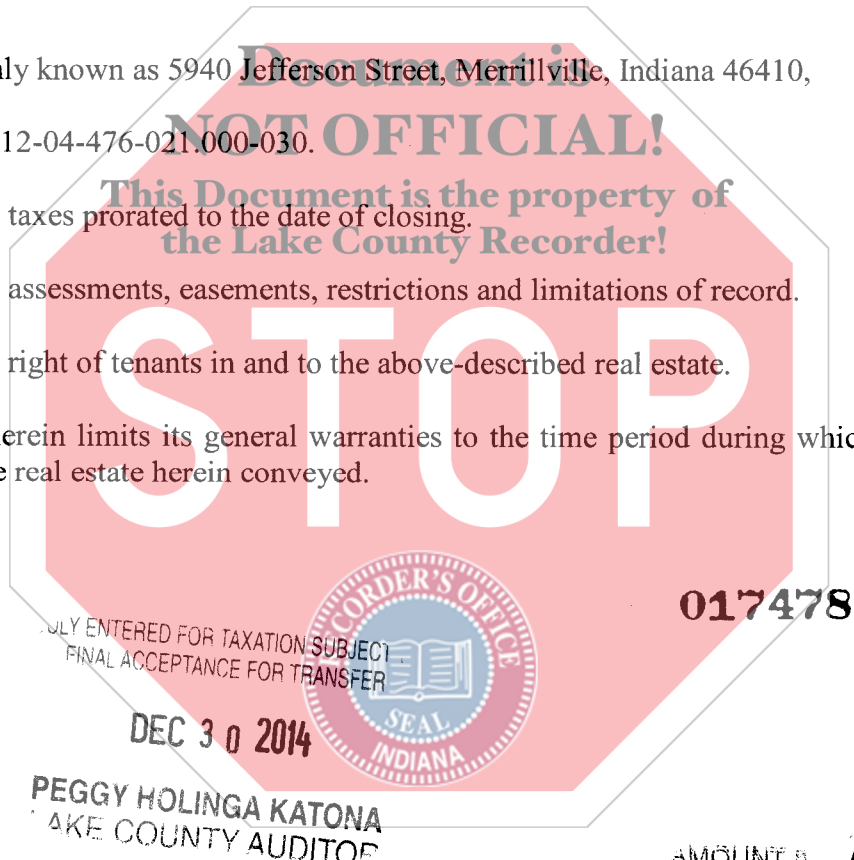 Document is
nly known as 5940 Jefferson Street, Merrillville, Indiana 46410,
NOT OFFICIAL!
12-04-476-021.000-030.
This Document is the property of
taxes prorated to the date of closing.
the Lake County Recorder!
assessments, easements, restrictions and limitations of record.
STOP
right of tenants in and to the above-described real estate.
erein limits its general warranties to the time period during whic
e real estate herein conveyed.
017478
RECORDER'S OFFICE
SEAL
INDIANA
ULY ENTERED FOR TAXATION SUBJECT
FINAL ACCEPTANCE FOR TRANSFER
DEC 30 2014
PEGGY HOLINGA KATONA
AKE COUNTY AUDITOR
AMOUNT $